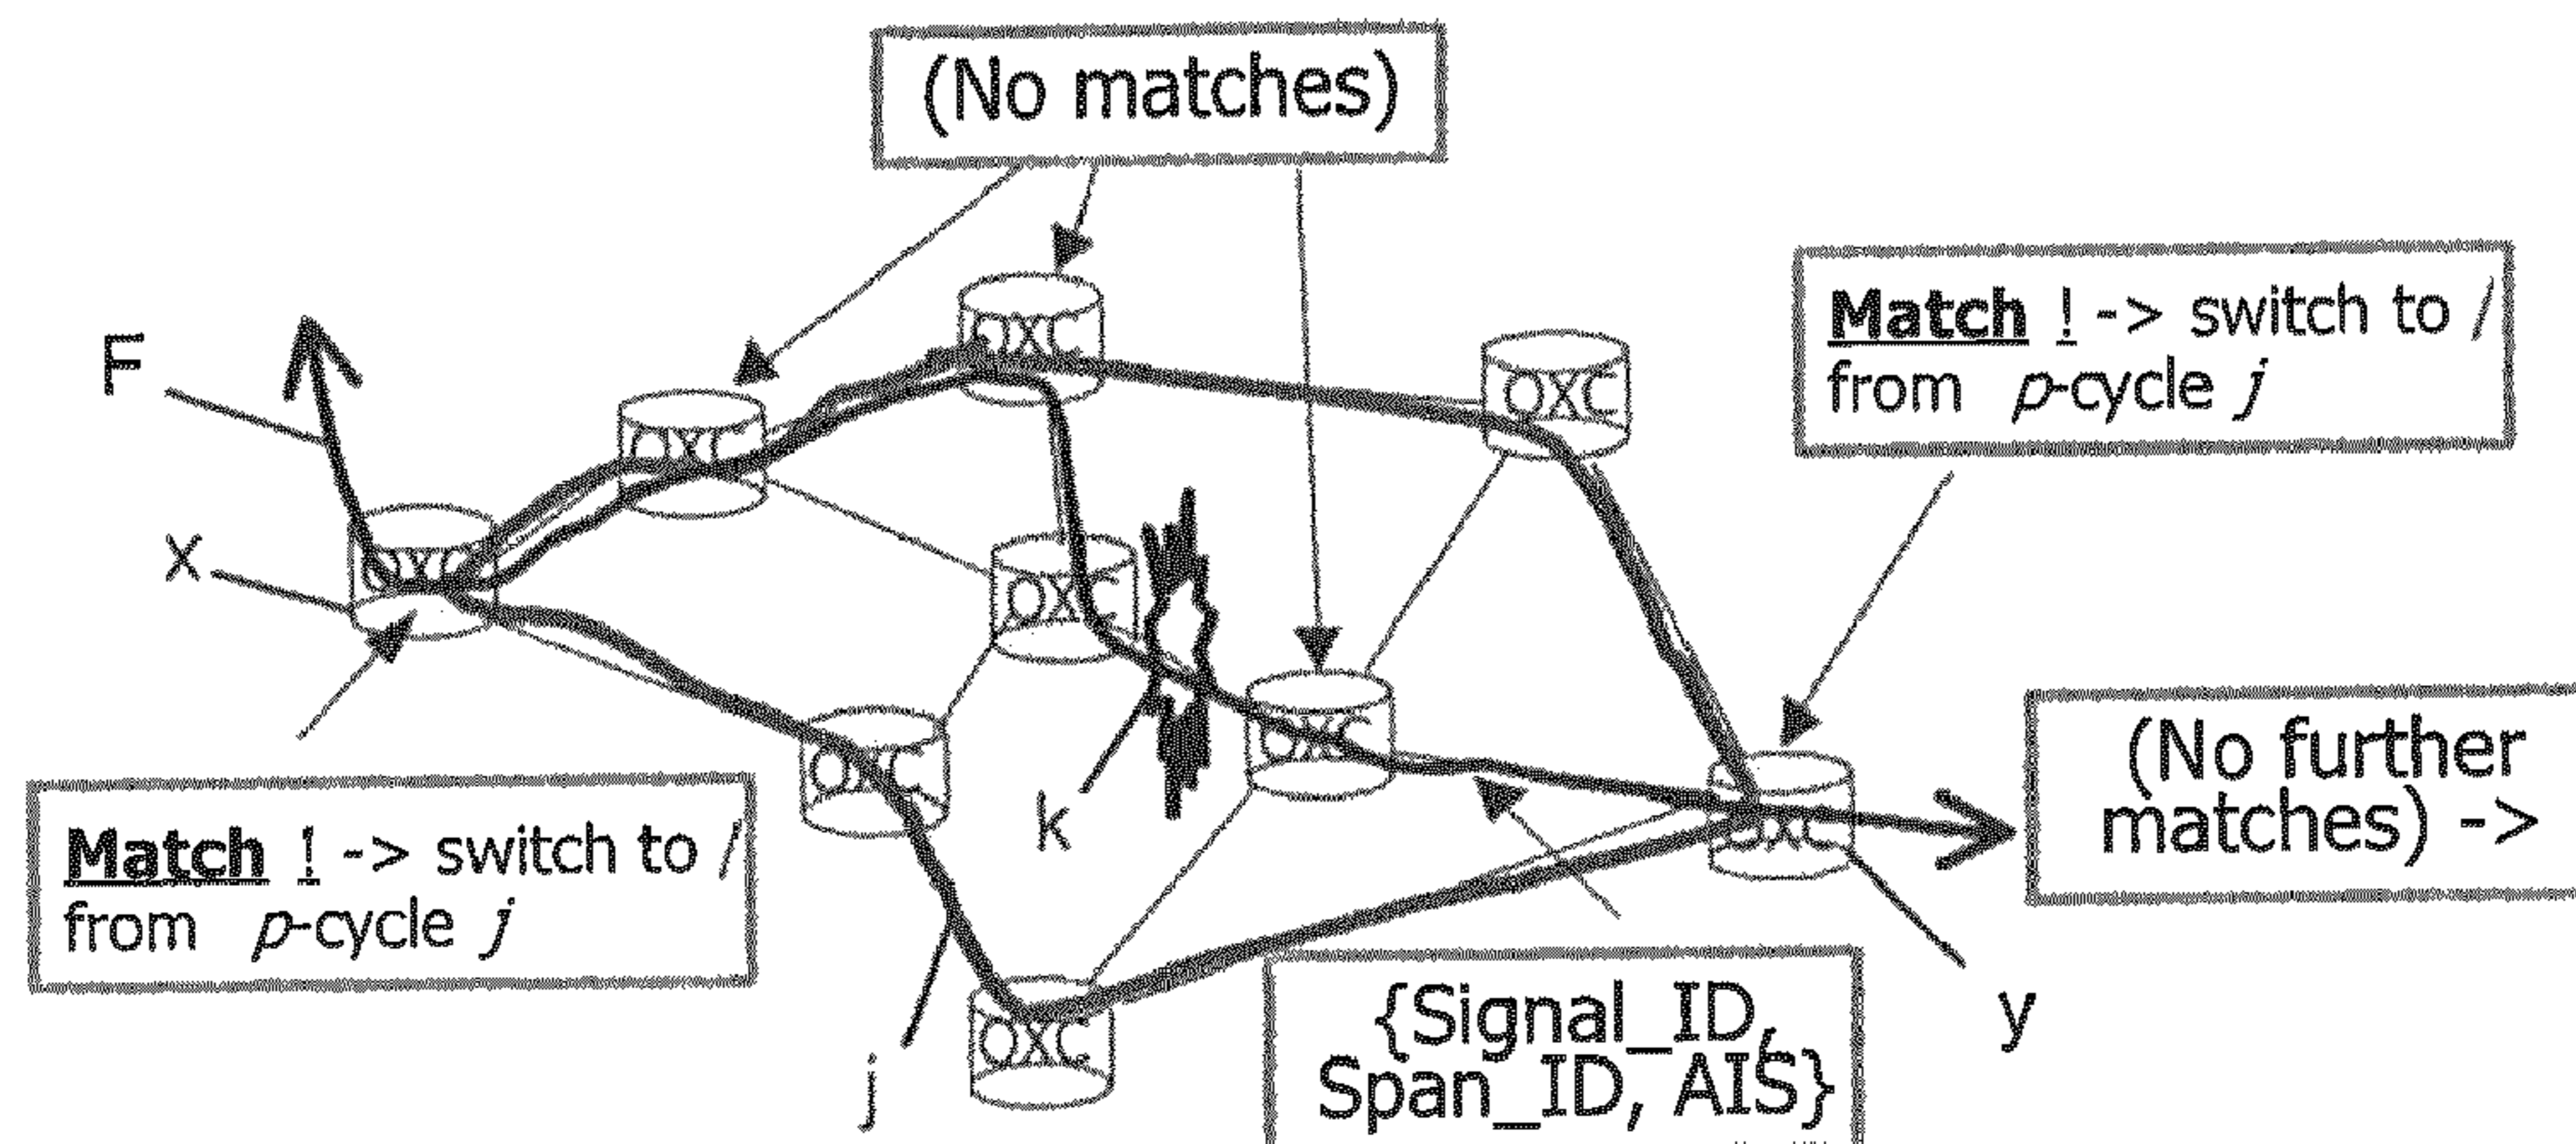 (No matches)
Match ! -> switch to /
from p-cycle j
F
OXC
OXC
OXC
OXC
X
OXC
OXC
OXC
OXC
OXC
k
(No further
matches) ->
Match ! -> switch to /
from p-cycle j
{Signal_ID,
Span_ID, AIS}
j
y